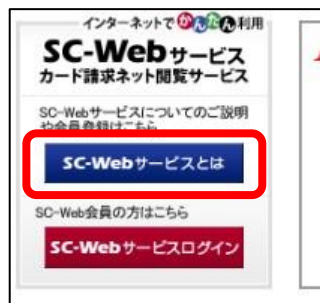 インターネットでかんたん利用
SC-Webサービス
カード請求ネット閲覧サービス
SC-Webサービスについてのご説明
や会員登録はこちら
SC-Webサービスとは
SC-Web会員の方はこちら
SC-Webサービスログイン